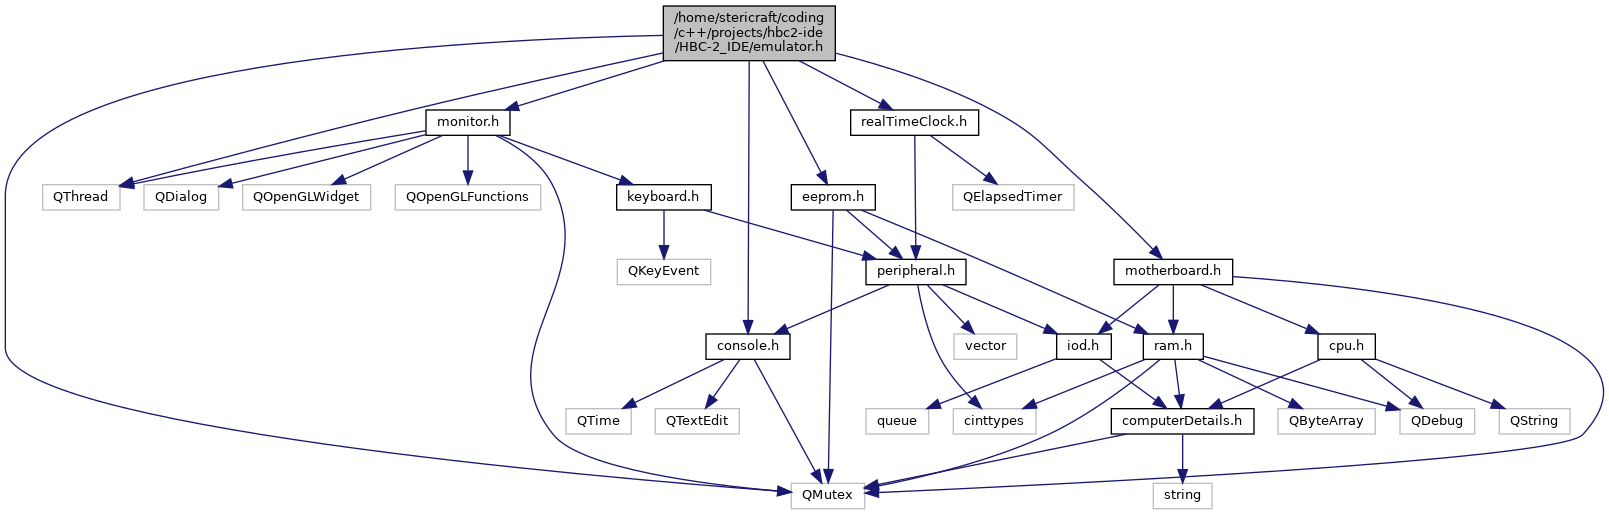 /home/stericraft/coding
/c++/projects/hbc2-ide
/HBC-2_IDE/emulator.h
monitor.h
realTimeClock.h
QThread
QDialog
QOpenGLWidget
QOpenGLFunctions
keyboard.h
eeprom.h
QElapsedTimer
QKeyEvent
peripheral.h
motherboard.h
console.h
vector
iod.h
ram.h
cpu.h
QTime
QTextEdit
queue
cinttypes
computerDetails.h
QByteArray
QDebug
QString
QMutex
string